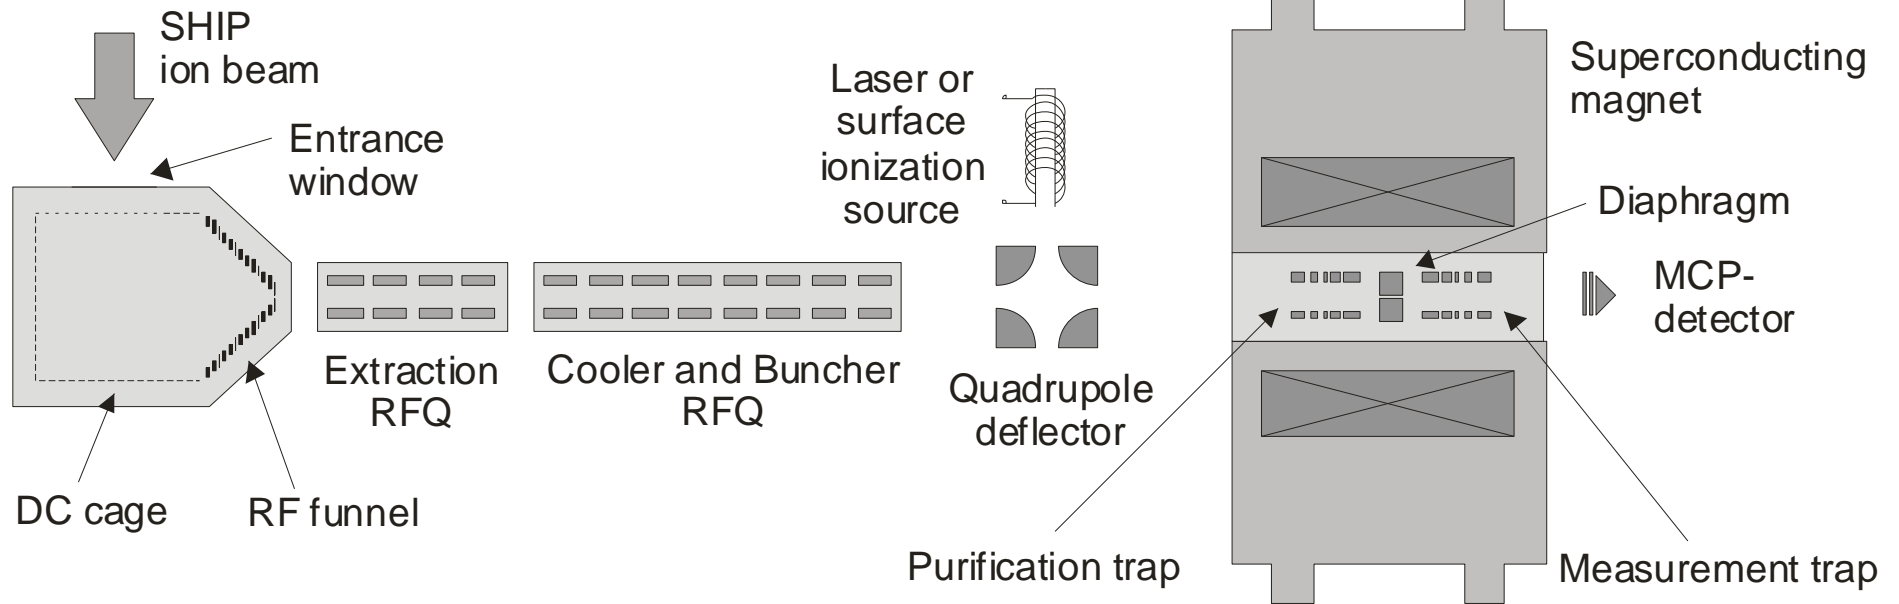 SHIP
ion beam
Entrance
window
DC cage
RF funnel
Extraction
RFQ
Cooler and Buncher
RFQ
Laser or
surface
ionization
source
Quadrupole
deflector
Purification trap
Superconducting
magnet
Diaphragm
MCP-
detector
Measurement trap